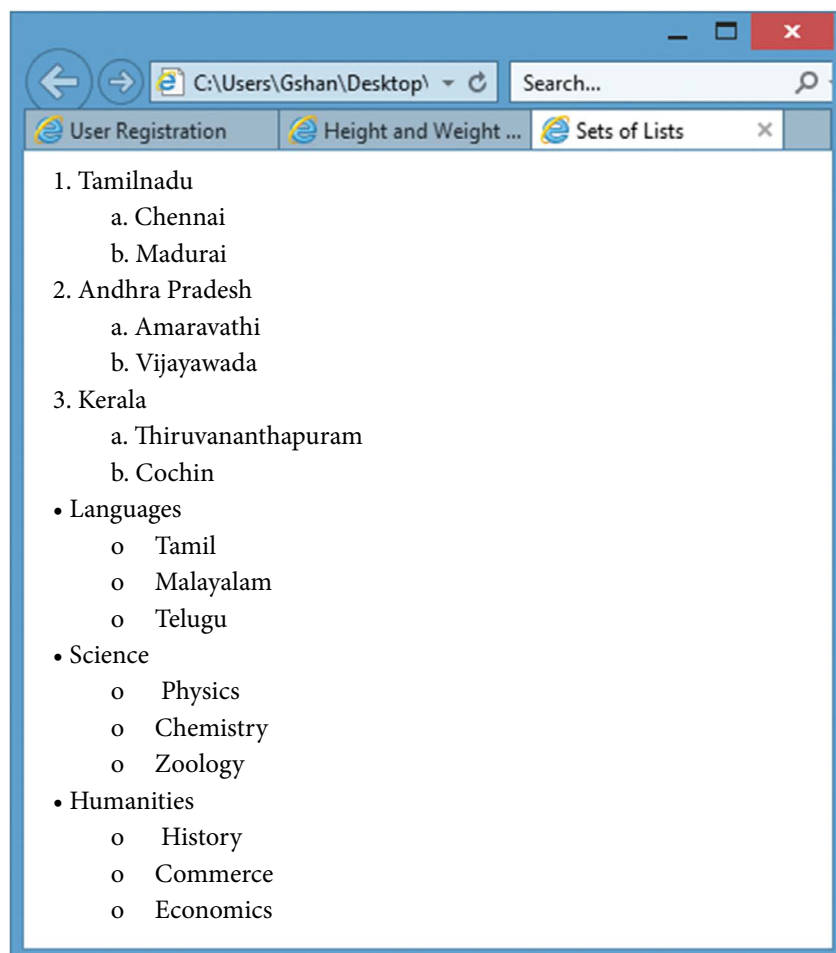 C:\Users\Gshan\Desktop\ Search...
User Registration Height and Weight ... Sets of Lists
1. Tamilnadu
a. Chennai
b. Madurai
2. Andhra Pradesh
a. Amaravathi
b. Vijayawada
3. Kerala
a. Thiruvananthapuram
b. Cochin
• Languages
o Tamil
o Malayalam
o Telugu
• Science
o Physics
o Chemistry
o Zoology
• Humanities
o History
o Commerce
o Economics